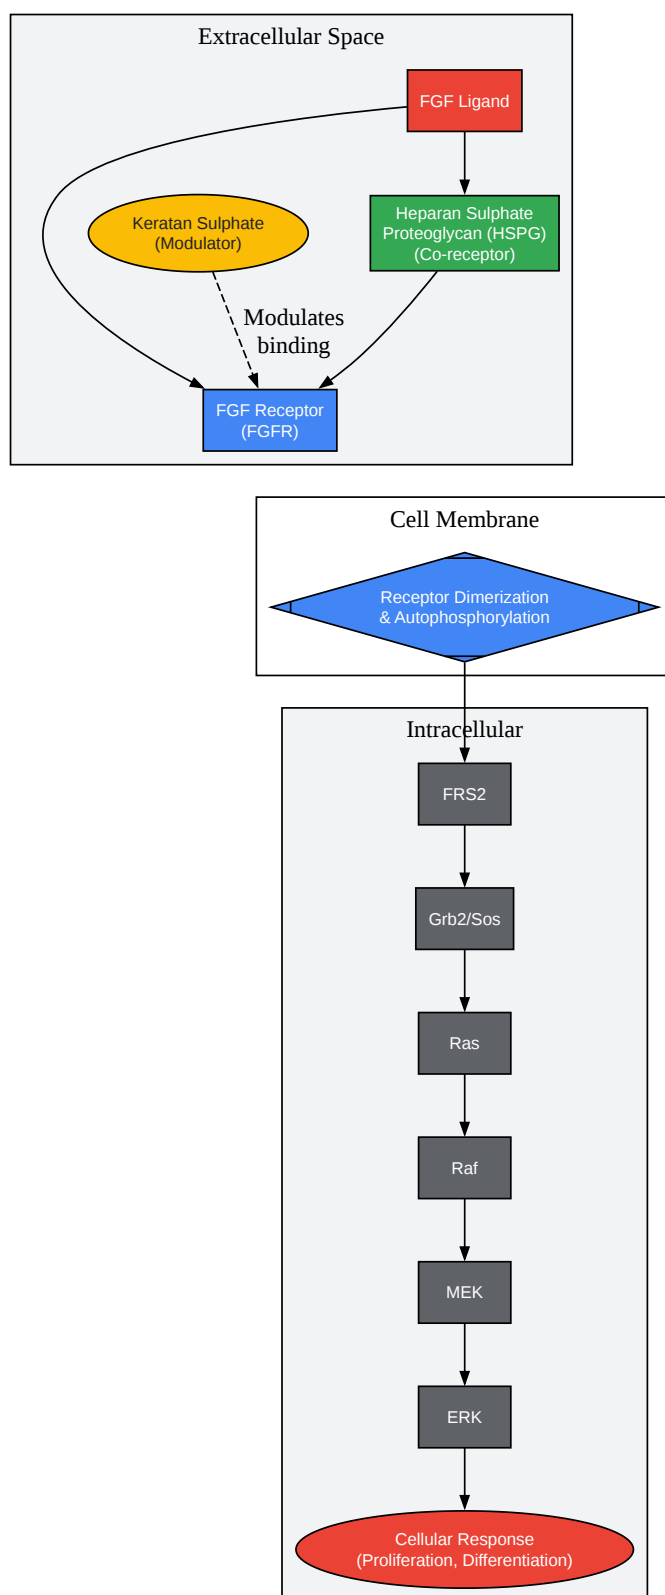 Extracellular Space
FGF Ligand
Keratan Sulphate
(Modulator)
Heparan Sulphate
Proteoglycan (HSPG)
(Co-receptor)
Modulates
binding
FGF Receptor
(FGFR)
Cell Membrane
Receptor Dimerization
& Autophosphorylation
Intracellular
FRS2
Grb2/Sos
Ras
Raf
MEK
ERK
Cellular Response
(Proliferation, Differentiation)